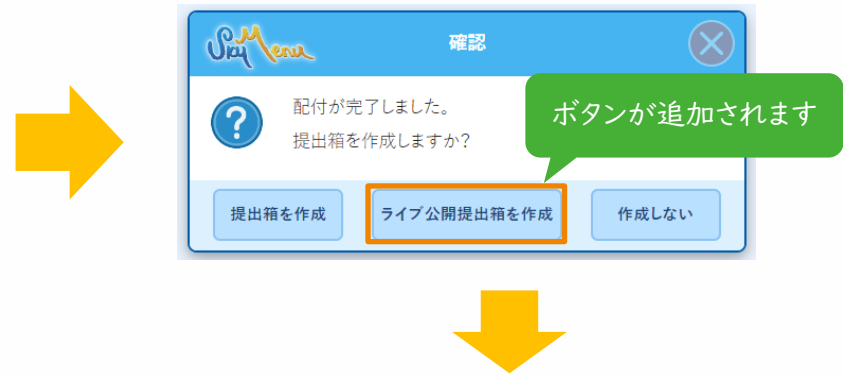 SkyMenu
確認
配付が完了しました。
提出箱を作成しますか?
ボタンが追加されます
提出箱を作成
ライブ公開提出箱を作成
作成しない